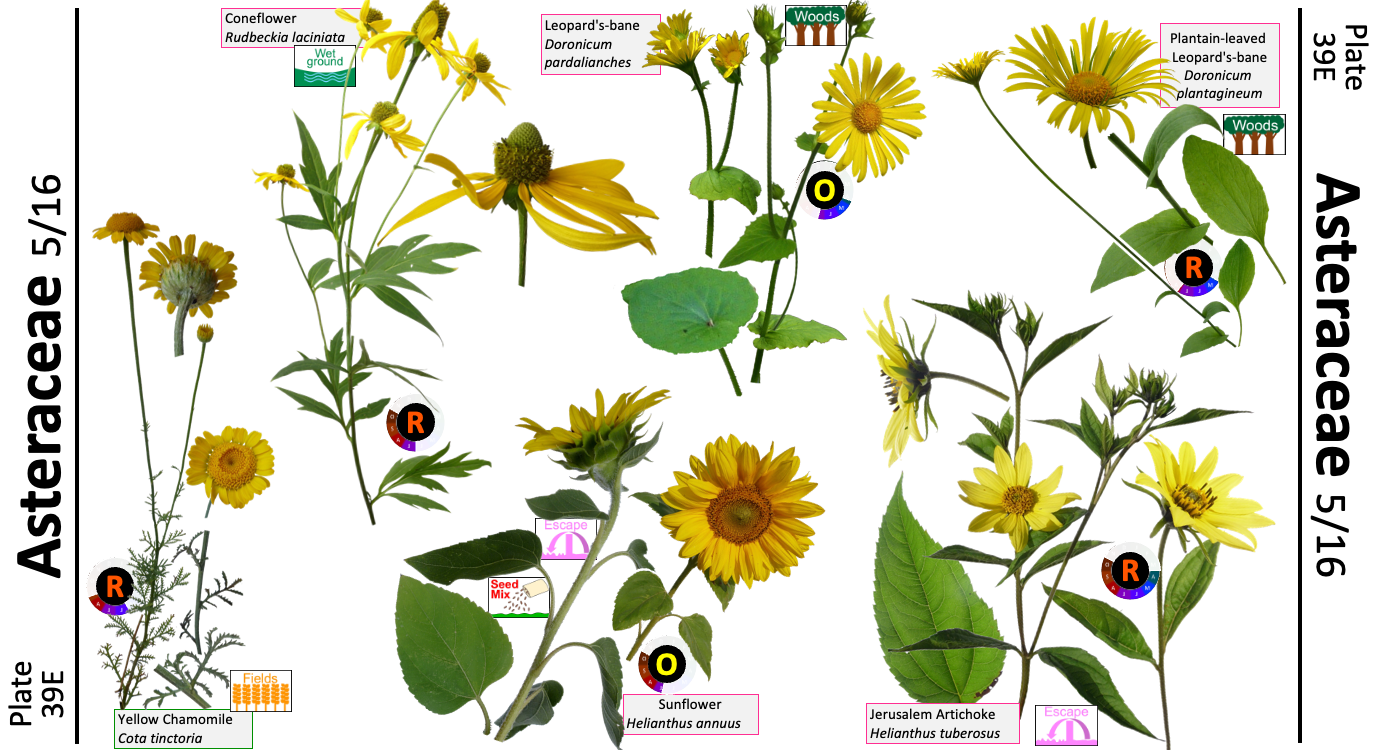 Asteraceae 5/16
Plate
39E
Coneflower
Rudbeckia laciniata
Wet
ground
R
O S A J
Leopard's-bane
Doronicum
pardalianches
Woods
O
J M
Plantain-leaved
Leopard's-bane
Doronicum
plantagineum
Woods
R
J J M
Plate
39E
Asteraceae 5/16
R
A J J
Yellow Chamomile
Cota tinctoria
Fields
Escape
Seed
Mix
O
Sunflower
Helianthus annuus
R
Jerusalem Artichoke
Helianthus tuberosus
Escape